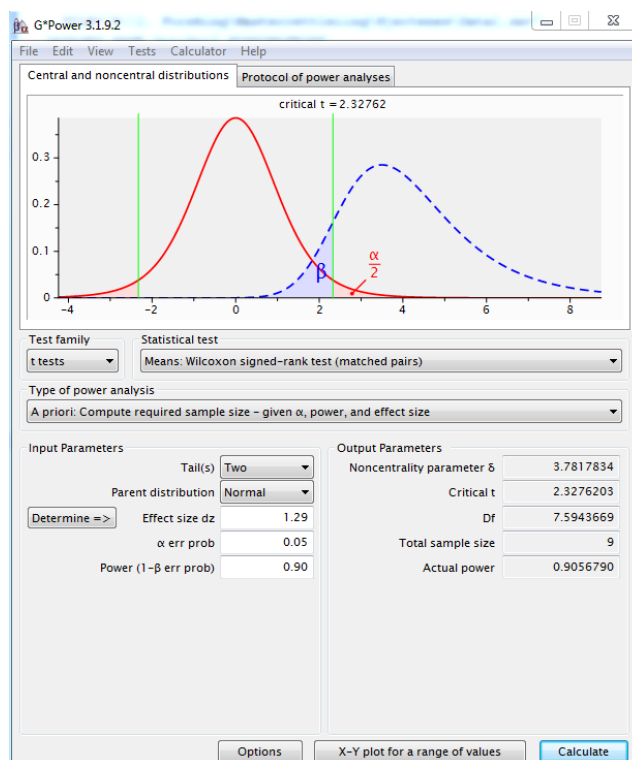 G*Power 3.1.9.2
File Edit View Tests Calculator Help
Central and noncentral distributions Protocol of power analyses
critical t = 2.32762
0.3
0.2
0.1
0
β
α
2
-4 -2 0 2 4 6 8
Test family Statistical test
t tests Means: Wilcoxon signed-rank test (matched pairs)
Type of power analysis
A priori: Compute required sample size - given α, power, and effect size
Input Parameters Output Parameters
Tail(s) Two Noncentrality parameter δ 3.7817834
Parent distribution Normal Critical t 2.3276203
Determine => Effect size dz 1.29 Df 7.5943669
α err prob 0.05 Total sample size 9
Power (1-β err prob) 0.90 Actual power 0.9056790
Options X-Y plot for a range of values Calculate